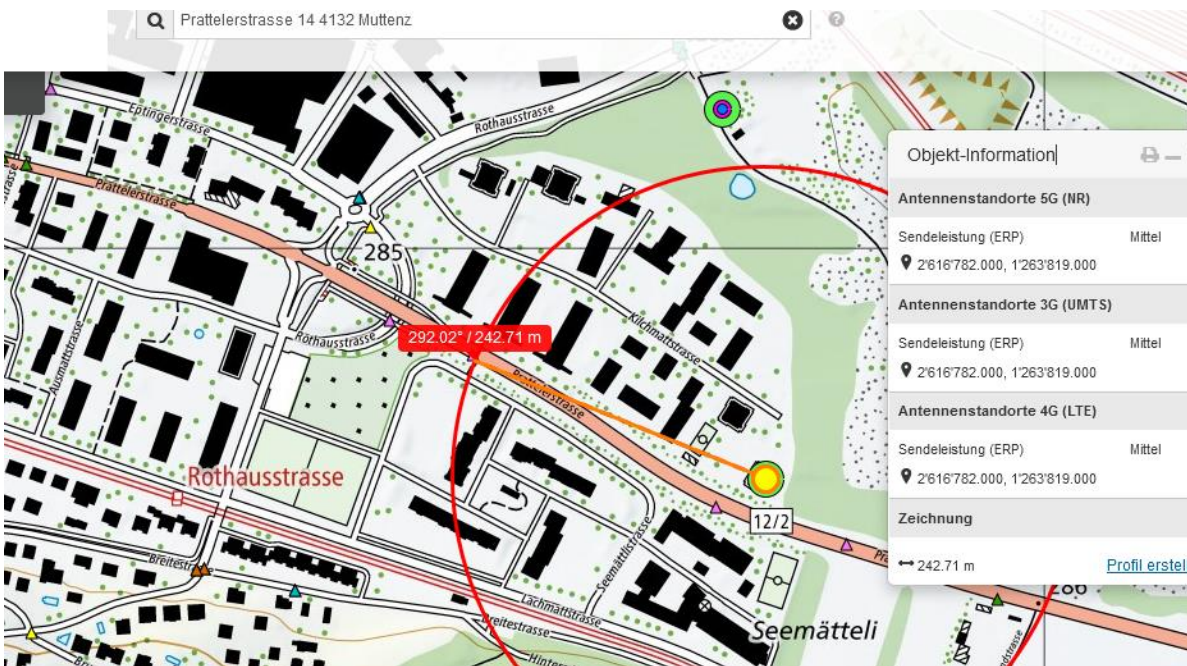 Prattelerstrasse 14 4132 Muttenz
Eptingerstrasse
Rothausstrasse
Prattelerstrasse
285
Objekt-Information
Antennenstandorte 5G (NR)
Sendeleistung (ERP) Mittel
2'616'782.000, 1'263'819.000
Antennenstandorte 3G (UMTS)
Sendeleistung (ERP) Mittel
2'616'782.000, 1'263'819.000
Antennenstandorte 4G (LTE)
Sendeleistung (ERP) Mittel
2'616'782.000, 1'263'819.000
Zeichnung
242.71 m Profil erstel
Ausmattstrasse
Rothausstrasse
292.02° / 242.71 m
Kilchmattstrasse
Prattelerstrasse
Rothausstrasse
12/2
Seemättlistrasse
Breitestrasse
Lachmattstrasse
Breitestrasse
Seemätteli